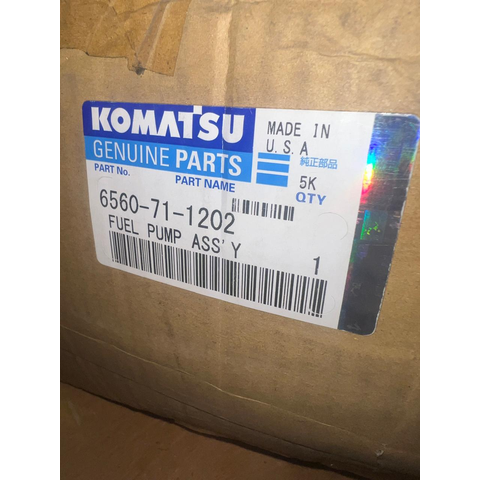 KOMATSU
GENUINE PARTS
MADE IN
U.S.A
純正部品
PART No.
PART NAME
5K
QTY
6560-71-1202
FUEL PUMP ASS'Y
1